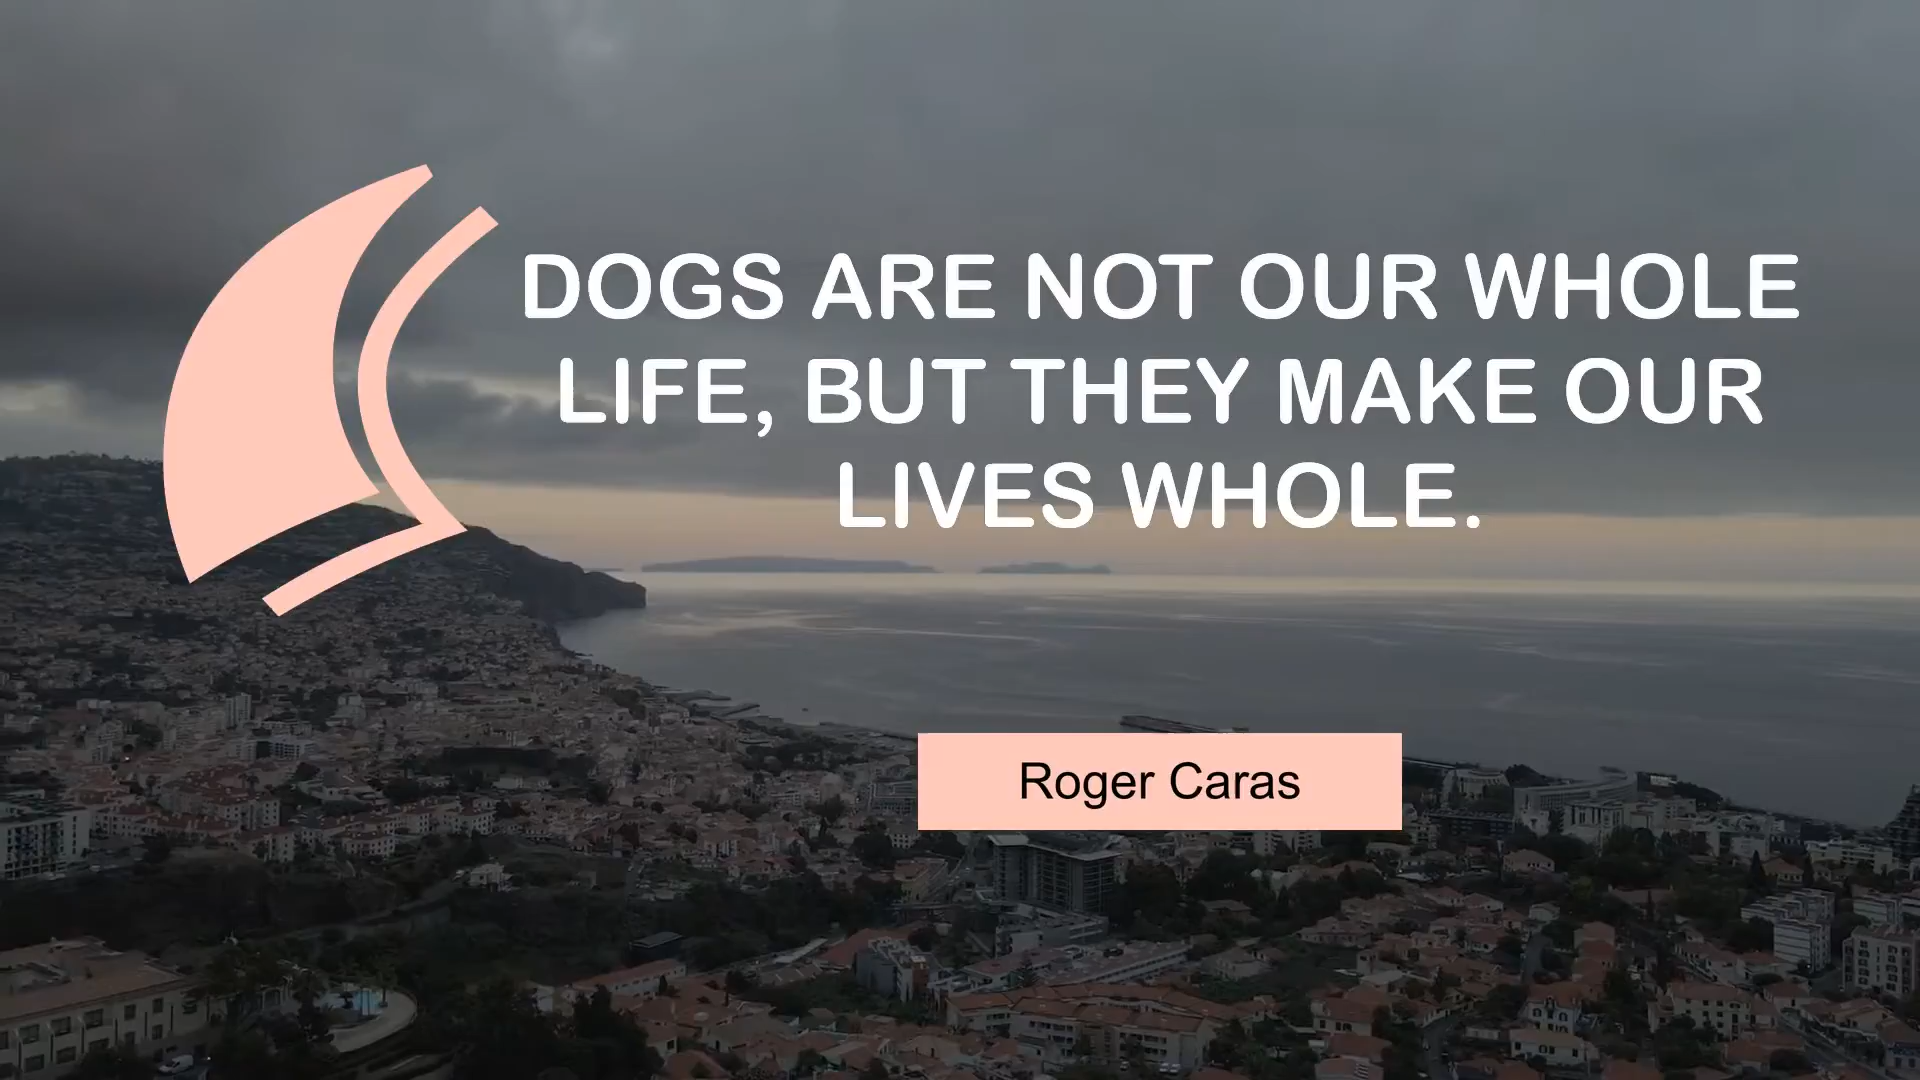 DOGS ARE NOT OUR WHOLE
LIFE, BUT THEY MAKE OUR
LIVES WHOLE.
Roger Caras